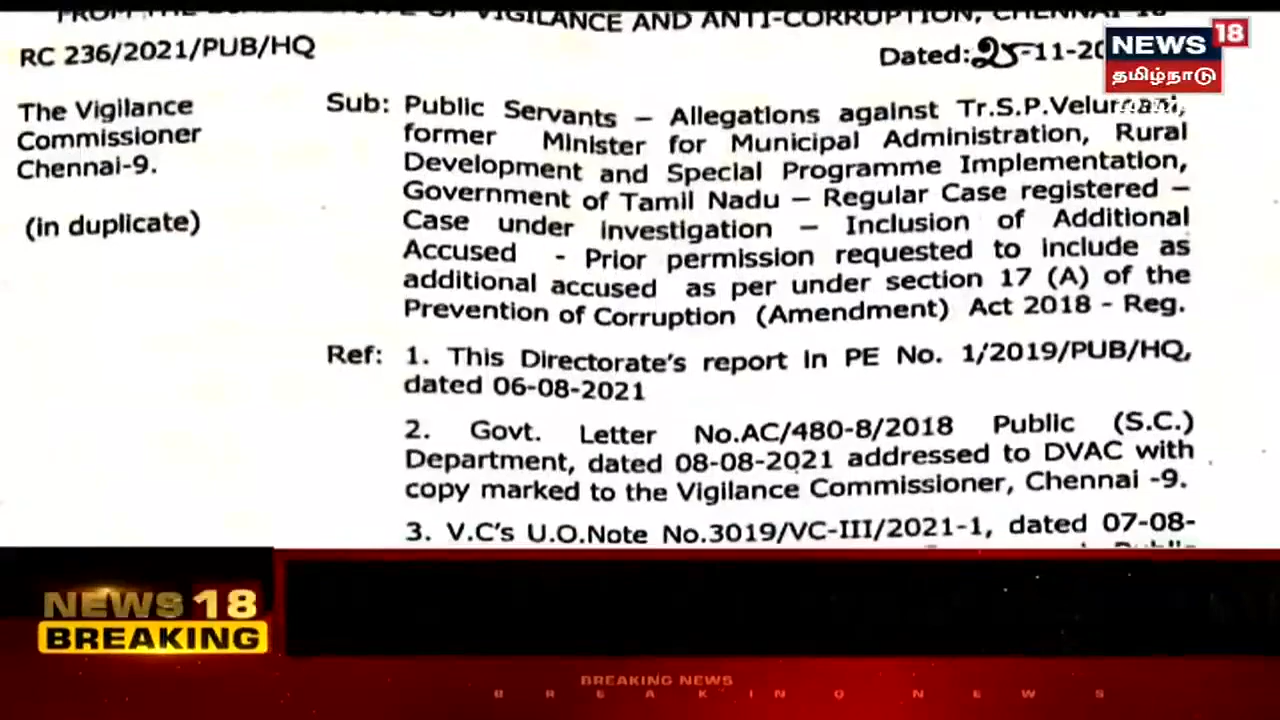 VIGILANCE AND ANTI-CORRUPTION, CHENNAI-16
RC 236/2021/PUB/HQ
Dated:25-11-20
NEWS 18
தமிழ்நாடு
The Vigilance
Commissioner
Chennai-9.
(in duplicate)
Sub: Public Servants – Allegations against Tr.S.P.Velumani,
former Minister for Municipal Administration, Rural
Development and Special Programme Implementation,
Government of Tamil Nadu – Regular Case registered –
Case under investigation – Inclusion of Additional
Accused - Prior permission requested to include as
additional accused as per under section 17 (A) of the
Prevention of Corruption (Amendment) Act 2018 - Reg.
Ref: 1. This Directorate's report in PE No. 1/2019/PUB/HQ,
dated 06-08-2021
2. Govt. Letter No.AC/480-8/2018 Public (S.C.)
Department, dated 08-08-2021 addressed to DVAC with
copy marked to the Vigilance Commissioner, Chennai -9.
3. V.C's U.O.Note No.3019/VC-III/2021-1, dated 07-08-
NEWS 18
BREAKING
BREAKING NEWS
B R E A K I N G N E W S